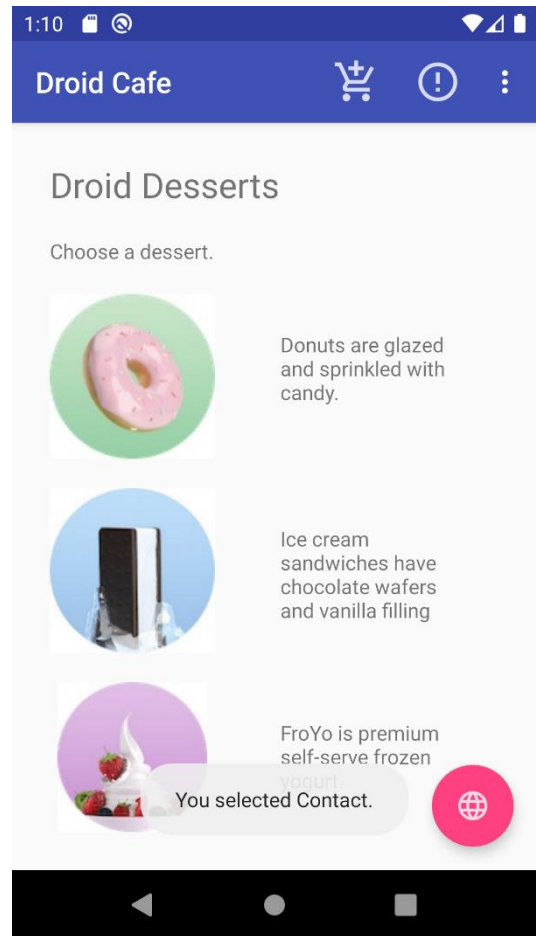 1:10
Droid Cafe
Droid Desserts
Choose a dessert.
Donuts are glazed
and sprinkled with
candy.
Ice cream
sandwiches have
chocolate wafers
and vanilla filling
FroYo is premium
self-serve frozen
yogurt.
You selected Contact.